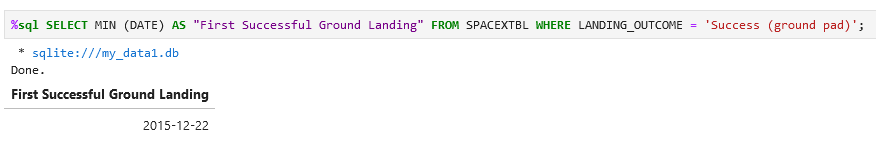 %sql SELECT MIN (DATE) AS "First Successful Ground Landing" FROM SPACEXTBL WHERE LANDING_OUTCOME = 'Success (ground pad)';
* sqlite:///my_data1.db
Done.
First Successful Ground Landing
2015-12-22